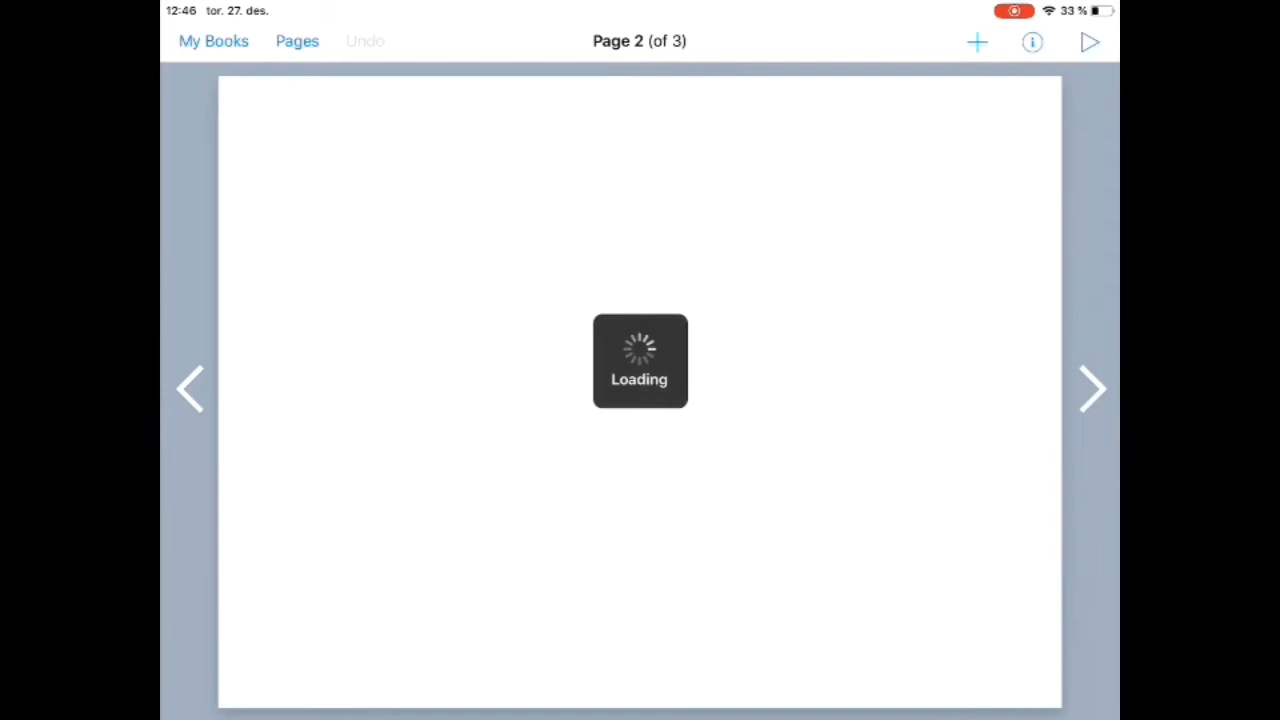 12:46 tor. 27. des. 33 %
My Books Pages Undo Page 2 (of 3)
Loading